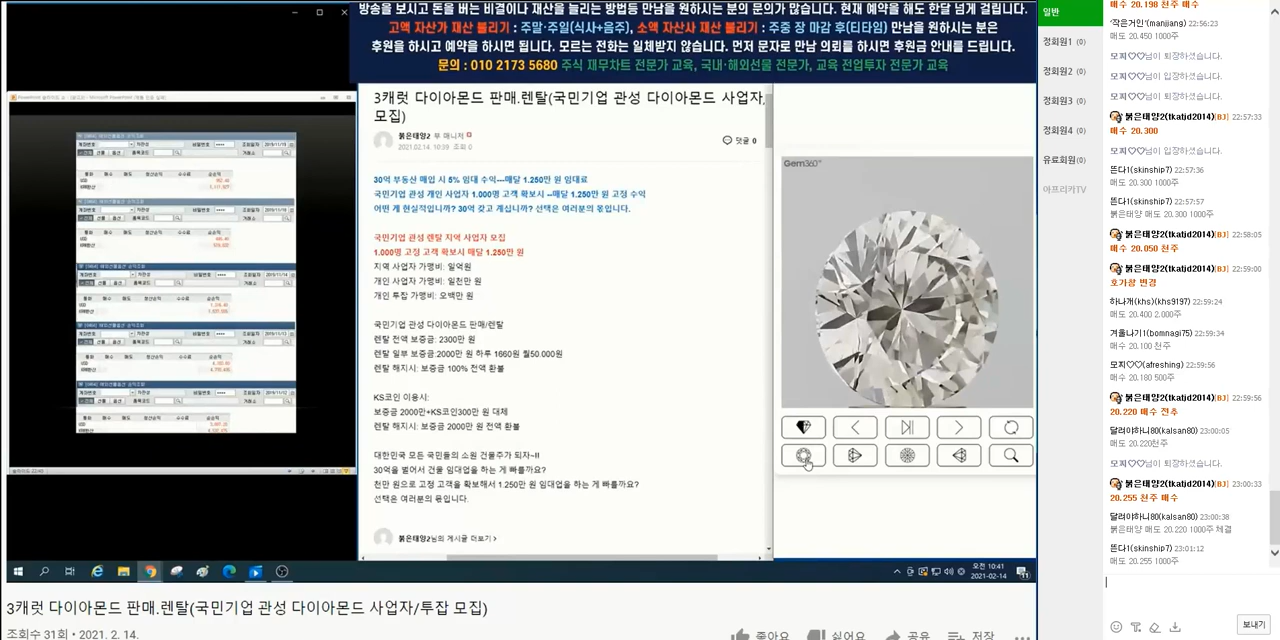 방송을 보시고 돈을 버는 비결이나 재산을 늘리는 방법등 만남을 원하시는 분의 문의가 많습니다. 현재 예약을 해도 한달 넘게 걸립니다.
고액 자산가 재산 불리기 : 주말·주일(식사+음주), 소액 자산사 재산 불리기 : 주중 장 마감 후(티타임) 만남을 원하시는 분은
후원을 하시고 예약을 하시면 됩니다. 모르는 전화는 일체받지 않습니다. 먼저 문자로 만남 의뢰를 하시면 후원금 안내를 드립니다.
문의 : 010 2173 5680 주식 재무차트 전문가 교육, 국내·해외선물 전문가, 교육 전업투자 전문가 교육
3캐럿 다이아몬드 판매.렌탈(국민기업 관성 다이아몬드 사업자/
모집)
붉은태양2 부 매니저
2021.02.14. 10:39 조회 0
댓글 0
30억 부동산 매입 시 5% 임대 수익---매달 1.250만 원 임대료
국민기업 관성 개인 사업자 1.000명 고객 확보시 --매달 1.250만 원 고정 수익
어떤 게 현실적입니까? 30억 갖고 계십니까? 선택은 여러분의 몫입니다.
국민기업 관성 렌탈 지역 사업자 모집
1.000명 고정 고객 확보시 매달 1.250만 원
지역 사업자 가맹비: 일억원
개인 사업자 가맹비: 일천만 원
개인 투잡 가맹비: 오백만 원
국민기업 관성 다이아몬드 판매/렌탈
렌탈 전액 보증금: 2300만 원
렌탈 일부 보증금:2000만 원 하루 1660원 월50.000원
렌탈 해지시: 보증금 100% 전액 환불
KS코인 이용시:
보증금 2000만+KS코인300만 원 대체
렌탈 해지시: 보증금 2000만 원 전액 환불
대한민국 모든 국민들의 소원 건물주가 되자~!!
30억을 벌어서 건물 임대업을 하는 게 빠를까요?
천만 원으로 고정 고객을 확보해서 1.250만 원 임대업을 하는 게 빠를까요?
선택은 여러분의 몫입니다.
붉은태양2님의 게시글 더보기 >
Gem360
오전 10:41
2021-02-14
3캐럿 다이아몬드 판매.렌탈(국민기업 관성 다이아몬드 사업자/투잡 모집)
조회수 31회 • 2021. 2. 14.
좋아요 싫어요 공유 저장
일반
정회원1 (0)
정회원2 (0)
정회원3 (0)
정회원4 (0)
유료회원(0)
아프리카TV
매수 20.198 천주 매수
'작은거인'(manjjang) 22:56:23
매도 20.450 1000주
모찌♡♡님이 퇴장하셨습니다.
모찌♡♡님이 입장하셨습니다.
모찌♡♡님이 퇴장하셨습니다.
붉은태양2(tkatjd2014)[BJ] 22:57:33
매도 20.300
모찌♡♡님이 입장하셨습니다.
뜬다1(skinship7) 22:57:36
매도 20.300 1000주
뜬다1(skinship7) 22:57:57
붉은태양 매도 20.300 1000주
붉은태양2(tkatjd2014)[BJ] 22:58:05
매도 20.050 천주
붉은태양2(tkatjd2014)[BJ] 22:59:00
호가창 변경
하나개(khs)(khs9197) 22:59:24
매수 20.400 2.000주
겨울나기1(bomnagi75) 22:59:34
매수 20.100 천주
모찌♡♡(afreshing) 22:59:56
매도 20.180 500주
붉은태양2(tkatjd2014)[BJ] 22:59:56
20.220 매수 전추
달려야하니80(kalsan80) 23:00:05
매수 20.220천주
모찌♡♡님이 퇴장하셨습니다.
붉은태양2(tkatjd2014)[BJ] 23:00:33
20.255 천주 매수
달려야하니80(kalsan80) 23:00:38
붉은태양 매도 20.220 1000주 체결
뜬다1(skinship7) 23:01:12
매도 20.255 1000주
보내기